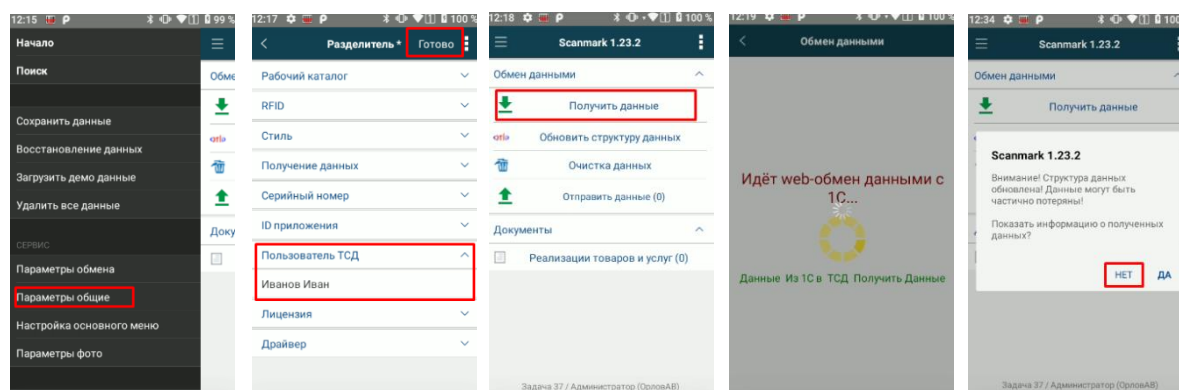 12:15 P 99 %
Начало
Поиск
Сохранить данные
Восстановление данных
Загрузить демо данные
Удалить все данные
СЕРВИС
Параметры обмена
Параметры общие
Настройка основного меню
Параметры фото
Обме
Доку
12:17 P 100 %
Разделитель * Готово
Рабочий каталог
RFID
Стиль
Получение данных
Серийный номер
ID приложения
Пользователь ТСД
Иванов Иван
Лицензия
Драйвер
12:18 P 100 %
Scanmark 1.23.2
Обмен данными
Получить данные
Обновить структуру данных
Очистка данных
Отправить данные (0)
Документы
Реализации товаров и услуг (0)
Задача 37 / Администратор (ОрловАВ)
12:19 P 100 %
Обмен данными
Идёт web-обмен данными с
1С...
Данные Из 1С в ТСД Получить Данные
12:34 P 100
Scanmark 1.23.2
Обмен данными
Получить данные
Scanmark 1.23.2
Внимание! Структура данных
обновлена! Данные могут быть
частично потеряны!
Показать информацию о полученных
данных?
НЕТ ДА
Задача 37 / Администратор (ОрловАВ)